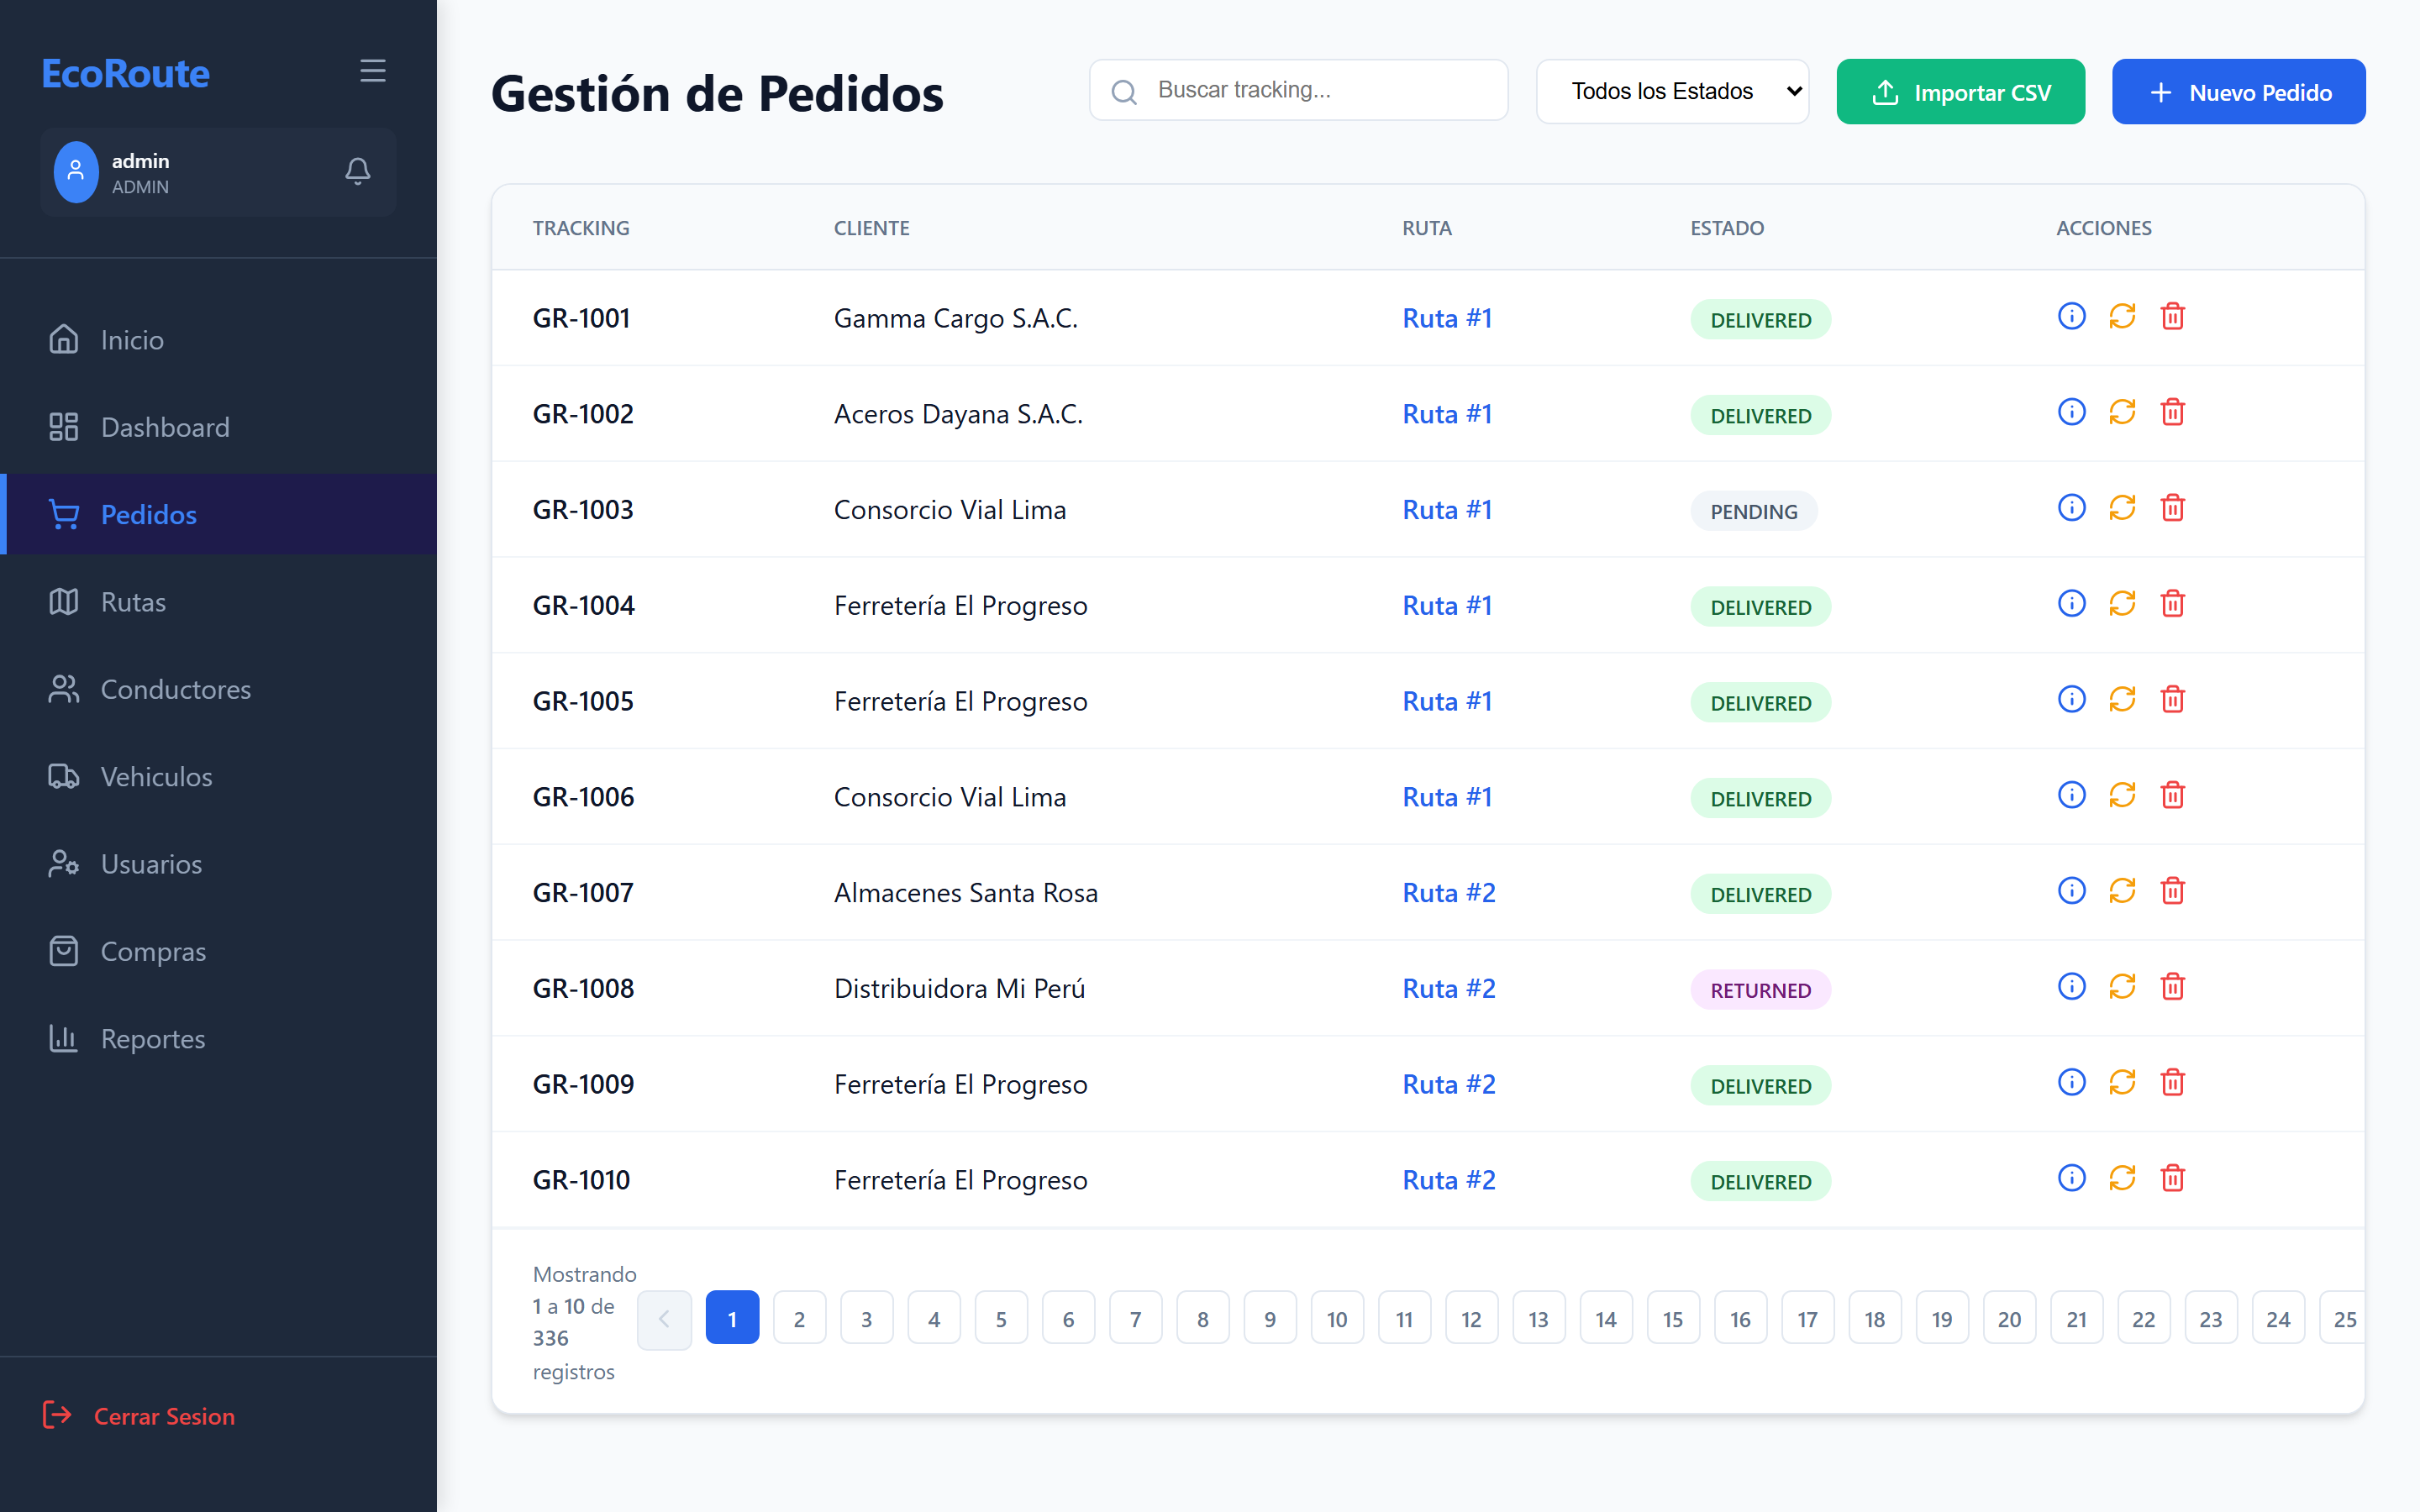 EcoRoute
admin
ADMIN
Inicio
Dashboard
Pedidos
Rutas
Conductores
Vehiculos
Usuarios
Compras
Reportes
Cerrar Sesion
Gestión de Pedidos
Buscar tracking...
Todos los Estados
Importar CSV
Nuevo Pedido
TRACKING CLIENTE RUTA ESTADO ACCIONES
GR-1001 Gamma Cargo S.A.C. Ruta #1 DELIVERED
GR-1002 Aceros Dayana S.A.C. Ruta #1 DELIVERED
GR-1003 Consorcio Vial Lima Ruta #1 PENDING
GR-1004 Ferretería El Progreso Ruta #1 DELIVERED
GR-1005 Ferretería El Progreso Ruta #1 DELIVERED
GR-1006 Consorcio Vial Lima Ruta #1 DELIVERED
GR-1007 Almacenes Santa Rosa Ruta #2 DELIVERED
GR-1008 Distribuidora Mi Perú Ruta #2 RETURNED
GR-1009 Ferretería El Progreso Ruta #2 DELIVERED
GR-1010 Ferretería El Progreso Ruta #2 DELIVERED
Mostrando
1 a 10 de
336
registros
1 2 3 4 5 6 7 8 9 10 11 12 13 14 15 16 17 18 19 20 21 22 23 24 25